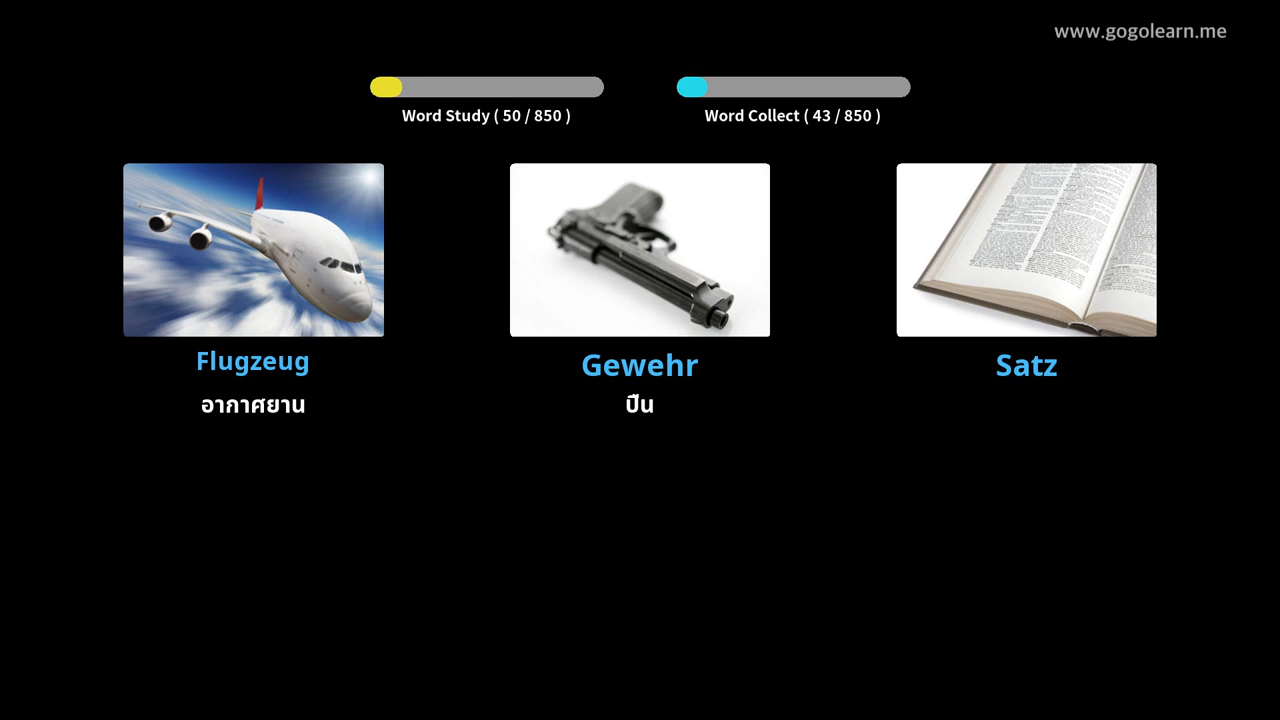 www.gogolearn.me
Word Study ( 50 / 850 )
Word Collect ( 43 / 850 )
Flugzeug
Gewehr
Satz
อากาศยาน
ปืน